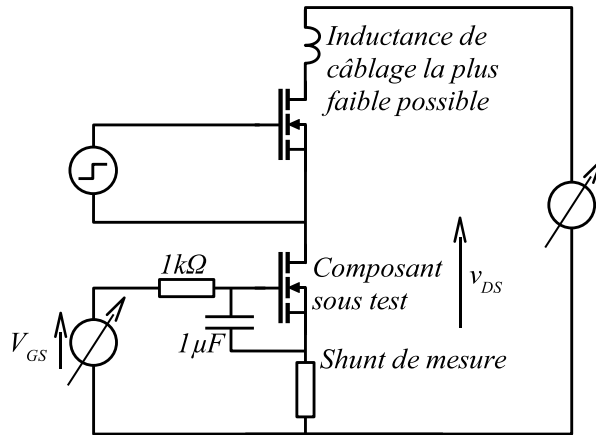 Inductance de
câblage la plus
faible possible
1kΩ
Composant
sous test
v_DS
V_GS
1µF
Shunt de mesure